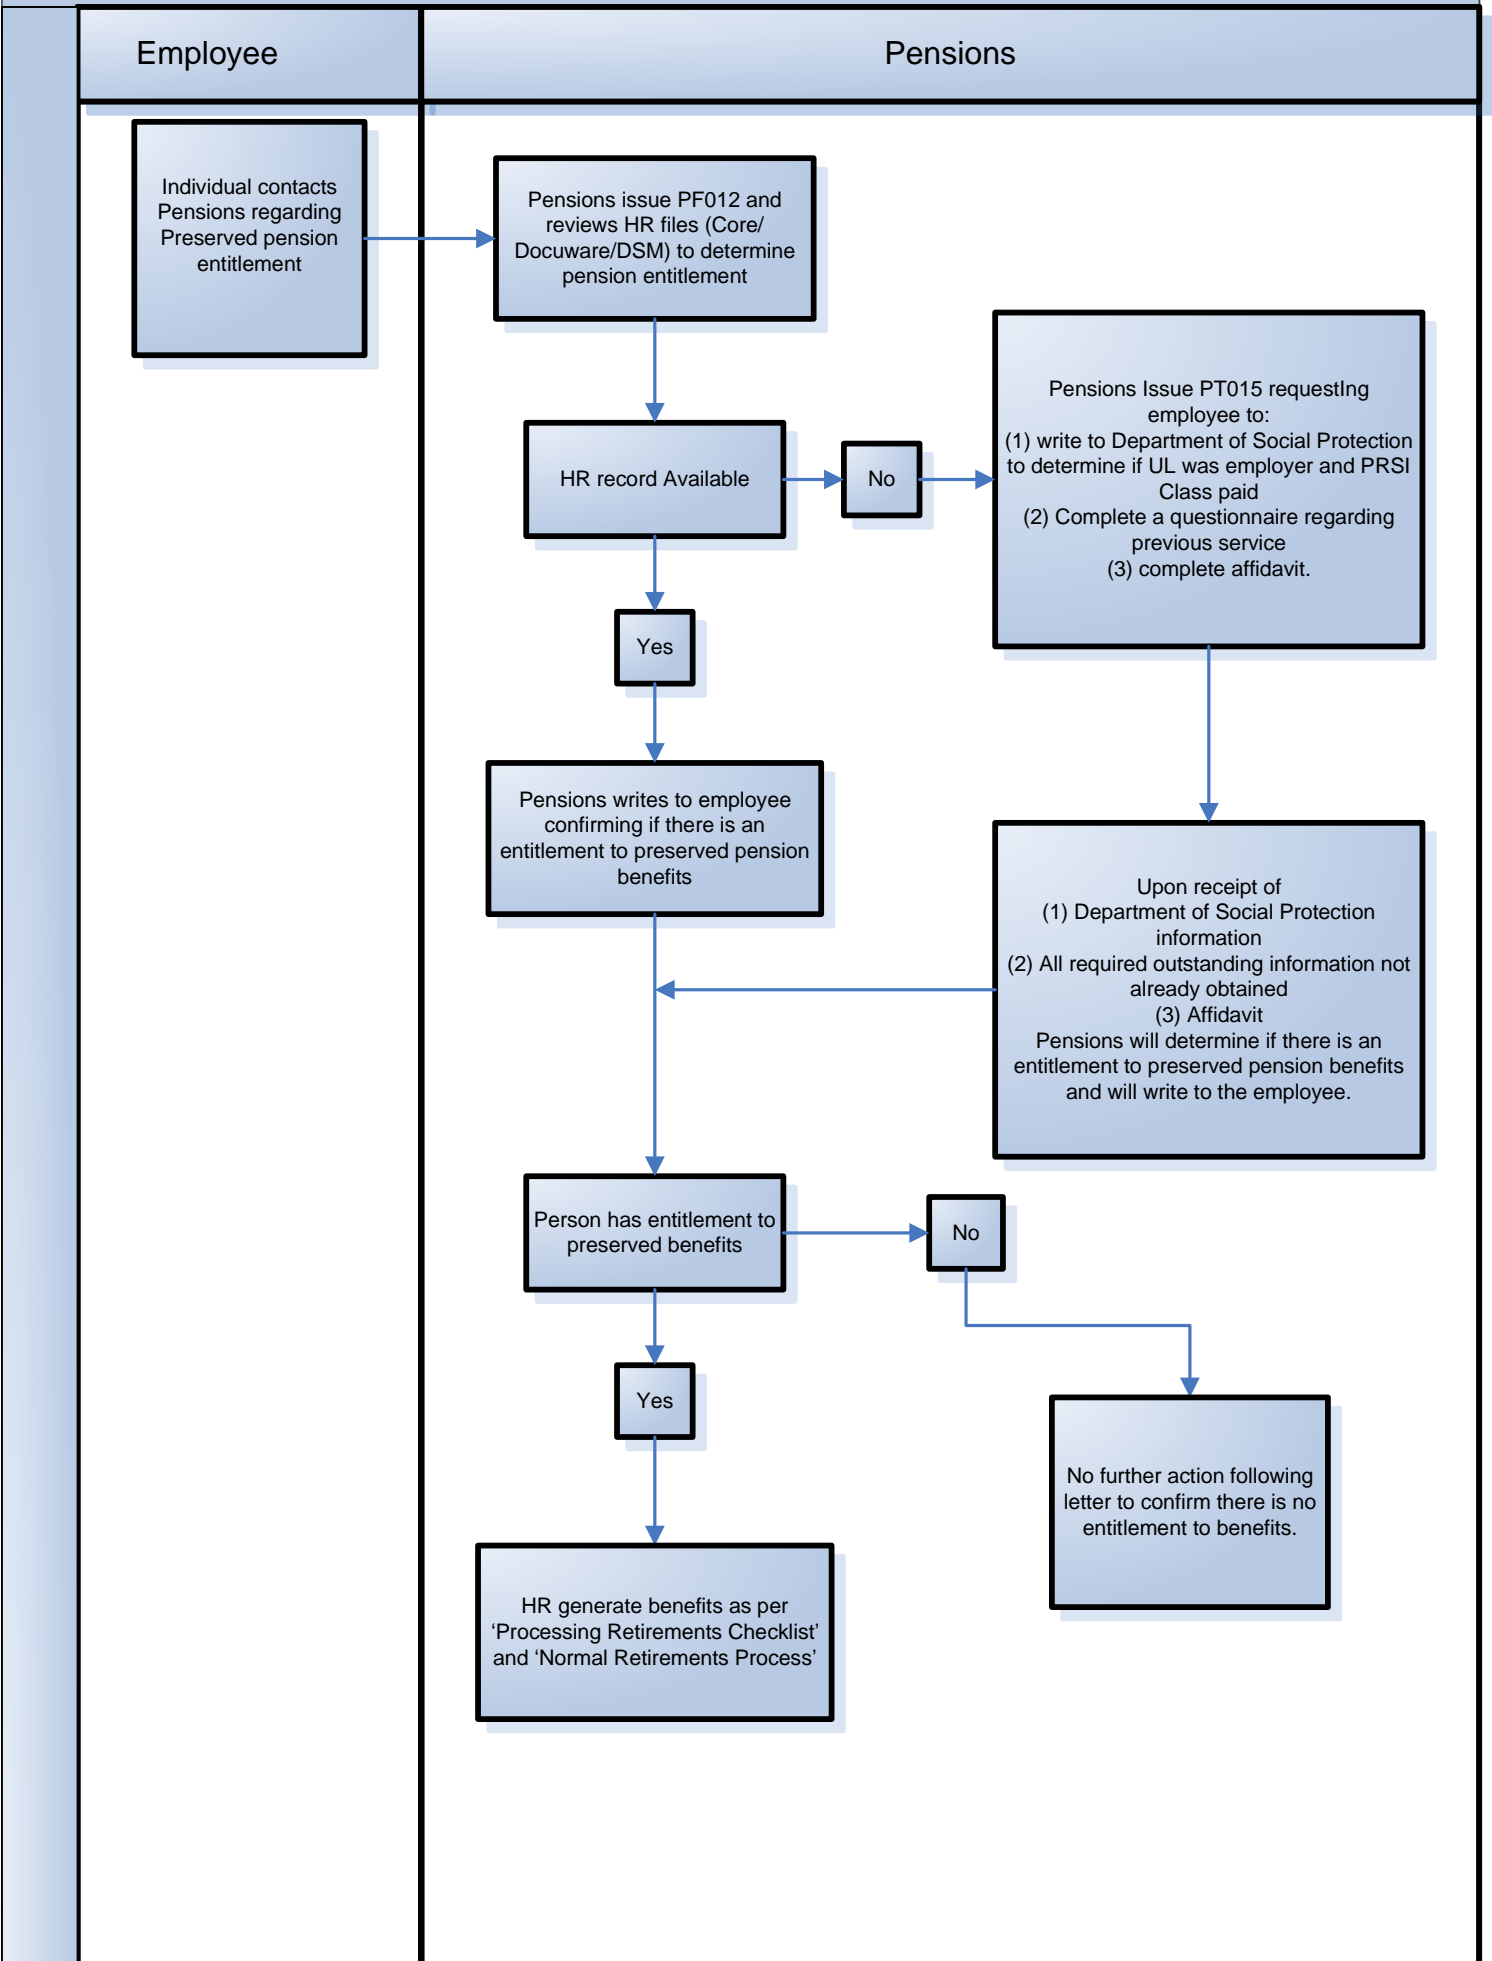 Employee
Pensions
Individual contacts
Pensions regarding
Preserved pension
entitlement
Pensions issue PF012 and
reviews HR files (Core/
Docuware/DSM) to determine
pension entitlement
HR record Available
No
Pensions Issue PT015 requestIng
employee to:
(1) write to Department of Social Protection
to determine if UL was employer and PRSI
Class paid
(2) Complete a questionnaire regarding
previous service
(3) complete affidavit.
Yes
Pensions writes to employee
confirming if there is an
entitlement to preserved pension
benefits
Upon receipt of
(1) Department of Social Protection
information
(2) All required outstanding information not
already obtained
(3) Affidavit
Pensions will determine if there is an
entitlement to preserved pension benefits
and will write to the employee.
Person has entitlement to
preserved benefits
No
Yes
No further action following
letter to confirm there is no
entitlement to benefits.
HR generate benefits as per
‘Processing Retirements Checklist’
and ‘Normal Retirements Process’